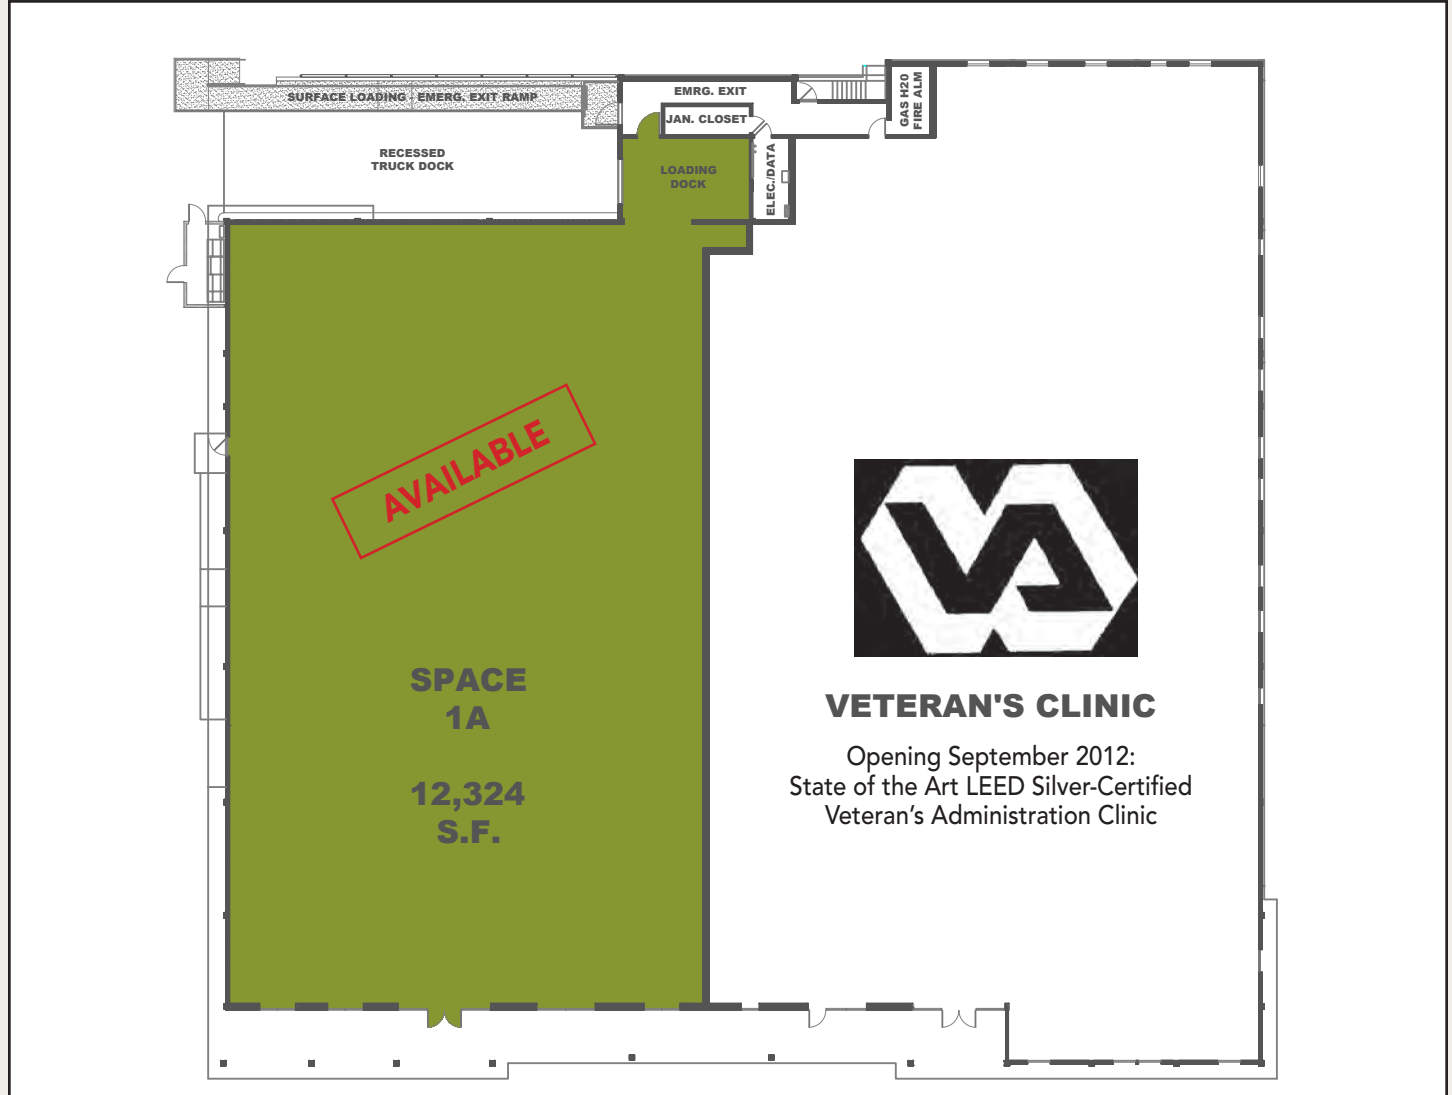 SURFACE LOADING - EMERG. EXIT RAMP
EMRG. EXIT
JAN. CLOSET
GAS H20
FIRE ALM
RECESSED
TRUCK DOCK
LOADING
DOCK
ELEC./DATA
AVAILABLE
SPACE
1A
12,324
S.F.
VA
VETERAN'S CLINIC
Opening September 2012:
State of the Art LEED Silver-Certified
Veteran’s Administration Clinic